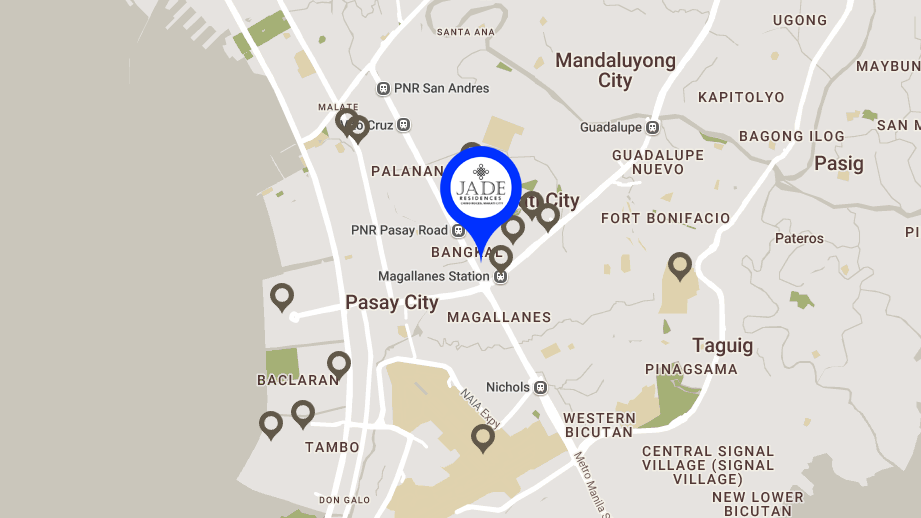 UGONG
SANTA ANA
Mandaluyong
City
MAYBUN
PNR San Andres
KAPITOLYO
MALATE
Cruz
Guadalupe
SAN M
BAGONG ILOG
GUADALUPE
NUEVO
Pasig
PALANAN
JADE
RESIDENCES
City
FORT BONIFACIO
PNR Pasay Road
PI
Pateros
BANGKAL
Magallanes Station
Pasay City
MAGALLANES
Taguig
PINAGSAMA
BACLARAN
Nichols
NAIA Expy
WESTERN
BICUTAN
TAMBO
CENTRAL SIGNAL
VILLAGE (SIGNAL
VILLAGE)
Metro Manila S
DON GALO
NEW LOWER
BICUTAN